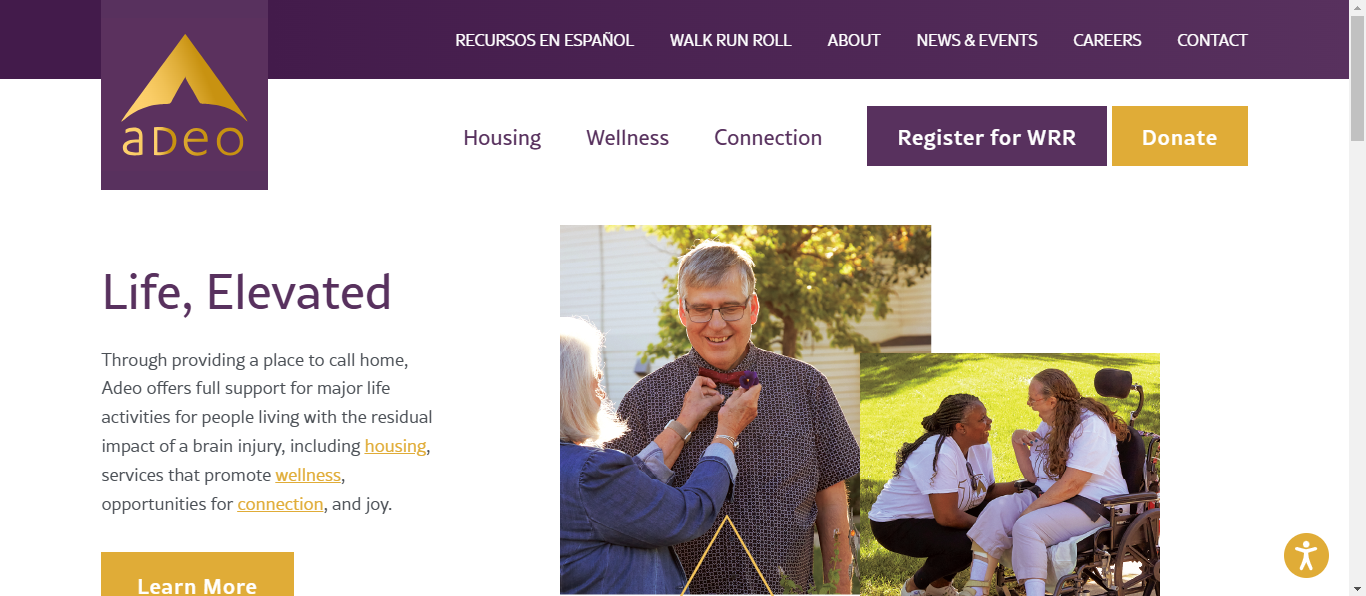 RECURSOS EN ESPAÑOL WALK RUN ROLL ABOUT NEWS & EVENTS CAREERS CONTACT
aDeo
Housing Wellness Connection Register for WRR Donate
Life, Elevated
Through providing a place to call home,
Adeo offers full support for major life
activities for people living with the residual
impact of a brain injury, including housing,
services that promote wellness,
opportunities for connection, and joy.
Learn More